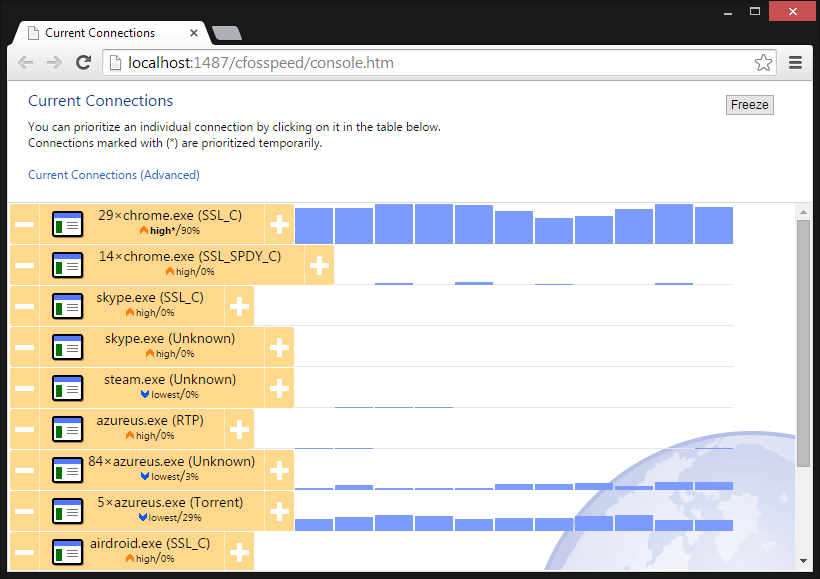 Current Connections
localhost:1487/cfosspeed/console.htm
Current Connections
Freeze
You can prioritize an individual connection by clicking on it in the table below.
Connections marked with (*) are prioritized temporarily.
Current Connections (Advanced)
29×chrome.exe (SSL_C)
high*/90%
14×chrome.exe (SSL_SPDY_C)
high/0%
skype.exe (SSL_C)
high/0%
skype.exe (Unknown)
high/0%
steam.exe (Unknown)
lowest/0%
azureus.exe (RTP)
high/0%
84×azureus.exe (Unknown)
lowest/3%
5×azureus.exe (Torrent)
lowest/29%
airdroid.exe (SSL_C)
high/0%